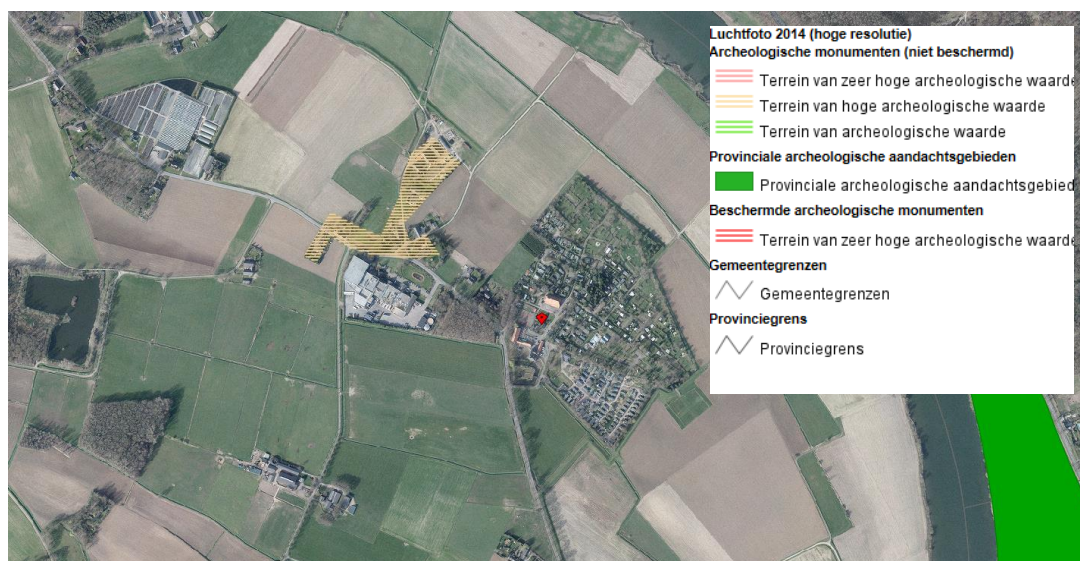 Luchtfoto 2014 (hoge resolutie)
Archeologische monumenten (niet beschermd)
Terrein van zeer hoge archeologische waarde
Terrein van hoge archeologische waarde
Terrein van archeologische waarde
Provinciale archeologische aandachtsgebieden
Provinciale archeologische aandachtsgebied
Beschermde archeologische monumenten
Terrein van zeer hoge archeologische waarde
Gemeentegrenzen
Gemeentegrenzen
Provinciegrens
Provinciegrens